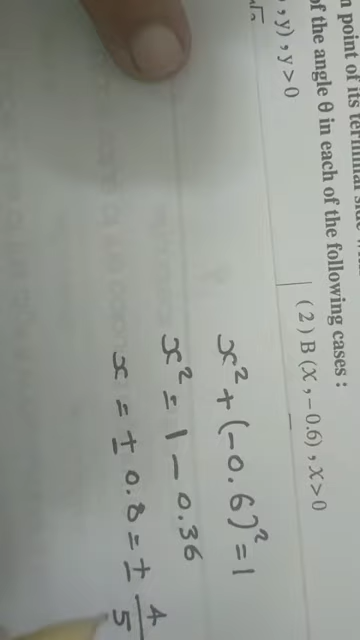 n point of its terminal side
of the angle θ in each of the following cases :
, y) , y > 0
(2) B (x , −0.6) , x > 0
x² + (−0.6)² = 1
x² = 1 − 0.36
x = ± 0.8 = ± 4/5